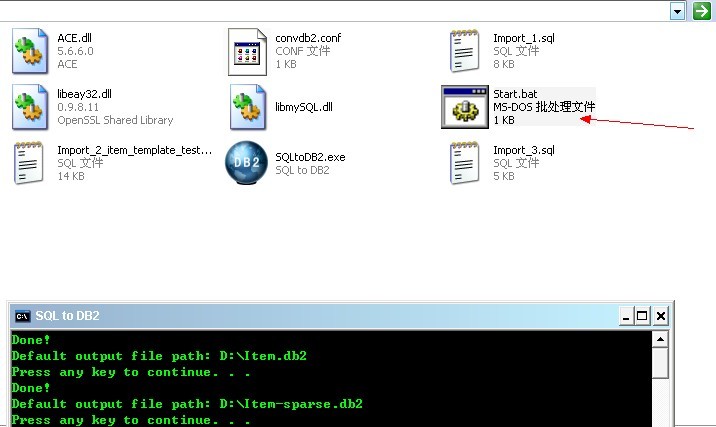 ACE.dll
5.6.6.0
ACE
convdb2.conf
CONF 文件
1 KB
Import_1.sql
SQL 文件
8 KB
libeay32.dll
0.9.8.11
OpenSSL Shared Library
libmySQL.dll
Start.bat
MS-DOS 批处理文件
1 KB
Import_2_item_template_test...
SQL 文件
14 KB
DB2
SQLtoDB2.exe
SQL to DB2
Import_3.sql
SQL 文件
5 KB
C:\ SQL to DB2
Done!
Default output file path: D:\Item.db2
Press any key to continue. . .
Done!
Default output file path: D:\Item-sparse.db2
Press any key to continue. . .